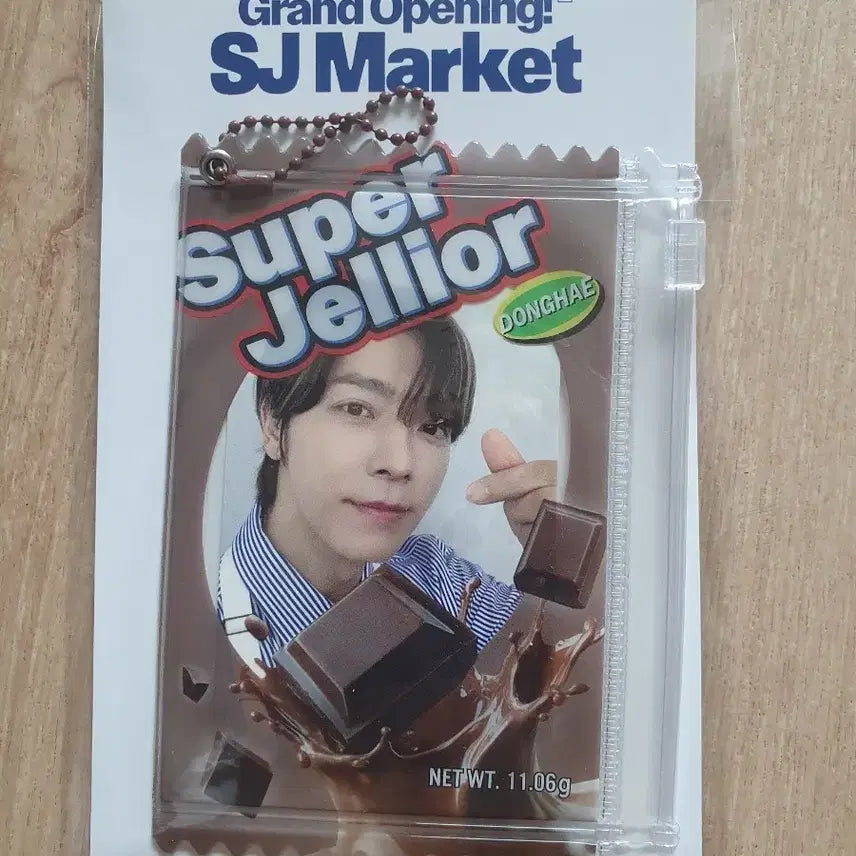 Grand Opening!
SJ Market
Super
Jellior
DONGHAE
NET WT. 11.06g